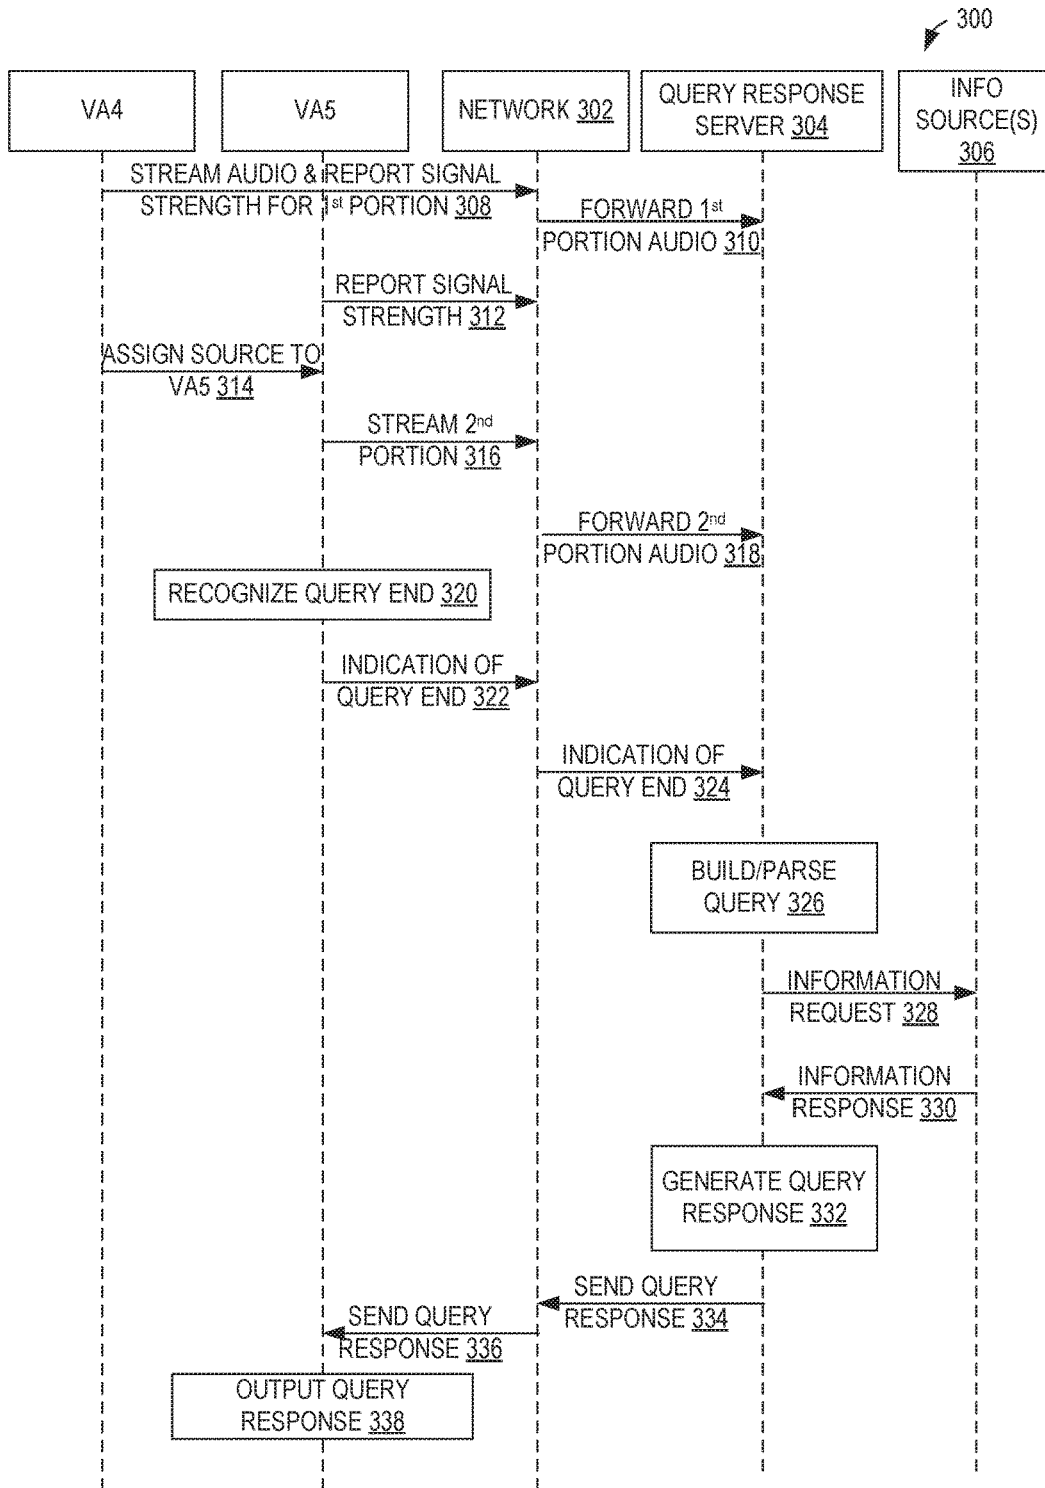 300
VA4
VA5
NETWORK 302
QUERY RESPONSE
SERVER 304
INFO
SOURCE(S)
306
STREAM AUDIO & REPORT SIGNAL
STRENGTH FOR 1st PORTION 308
FORWARD 1st
PORTION AUDIO 310
REPORT SIGNAL
STRENGTH 312
ASSIGN SOURCE TO
VA5 314
STREAM 2nd
PORTION 316
FORWARD 2nd
PORTION AUDIO 318
RECOGNIZE QUERY END 320
INDICATION OF
QUERY END 322
INDICATION OF
QUERY END 324
BUILD/PARSE
QUERY 326
INFORMATION
REQUEST 328
INFORMATION
RESPONSE 330
GENERATE QUERY
RESPONSE 332
SEND QUERY
RESPONSE 334
SEND QUERY
RESPONSE 336
OUTPUT QUERY
RESPONSE 338